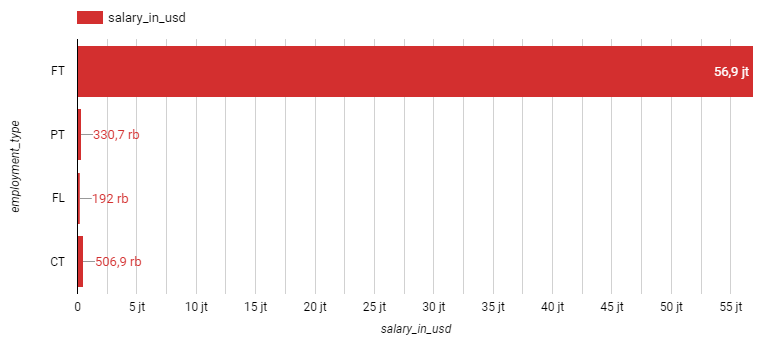 salary_in_usd
employment_type
FT
56,9 jt
PT
330,7 rb
FL
192 rb
CT
506,9 rb
0 5 jt 10 jt 15 jt 20 jt 25 jt 30 jt 35 jt 40 jt 45 jt 50 jt 55 jt
salary_in_usd